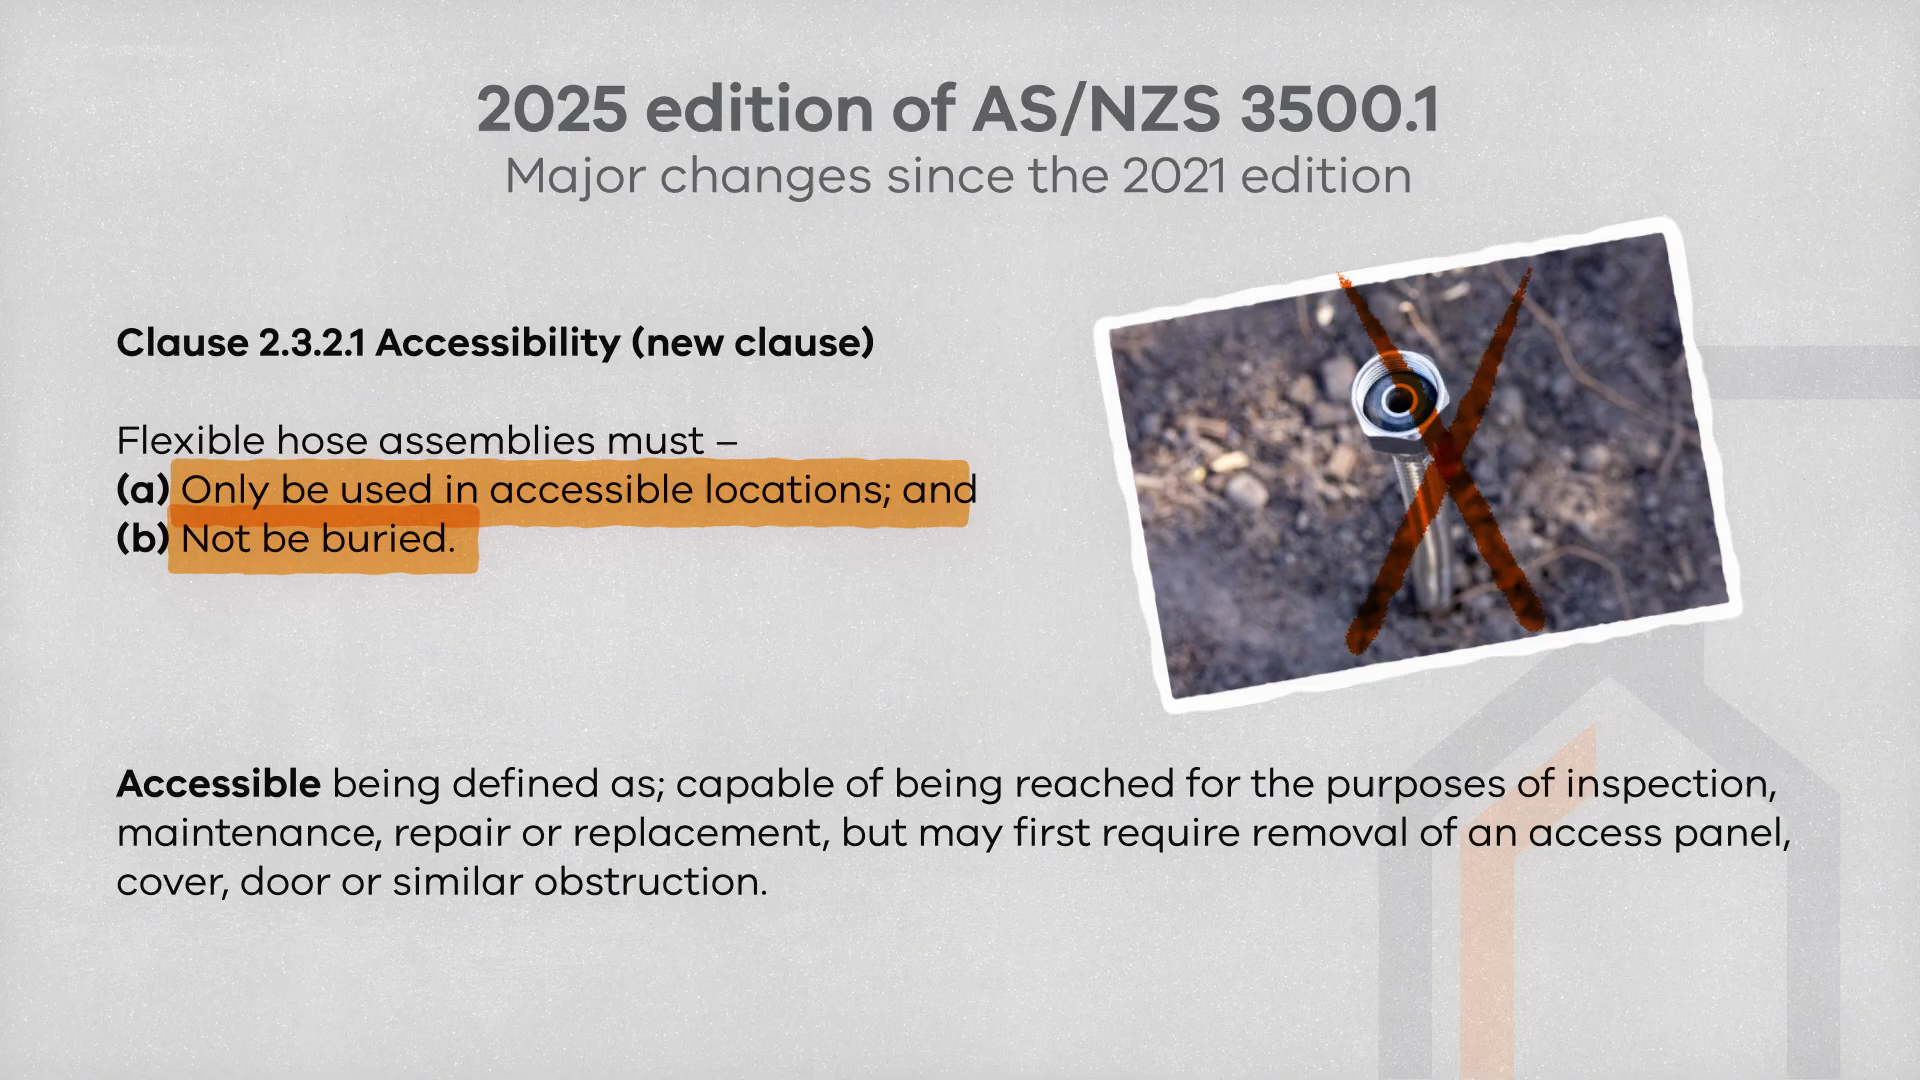 2025 edition of AS/NZS 3500.1
Major changes since the 2021 edition
Clause 2.3.2.1 Accessibility (new clause)
Flexible hose assemblies must –
(a) Only be used in accessible locations; and
(b) Not be buried.
Accessible being defined as; capable of being reached for the purposes of inspection,
maintenance, repair or replacement, but may first require removal of an access panel,
cover, door or similar obstruction.